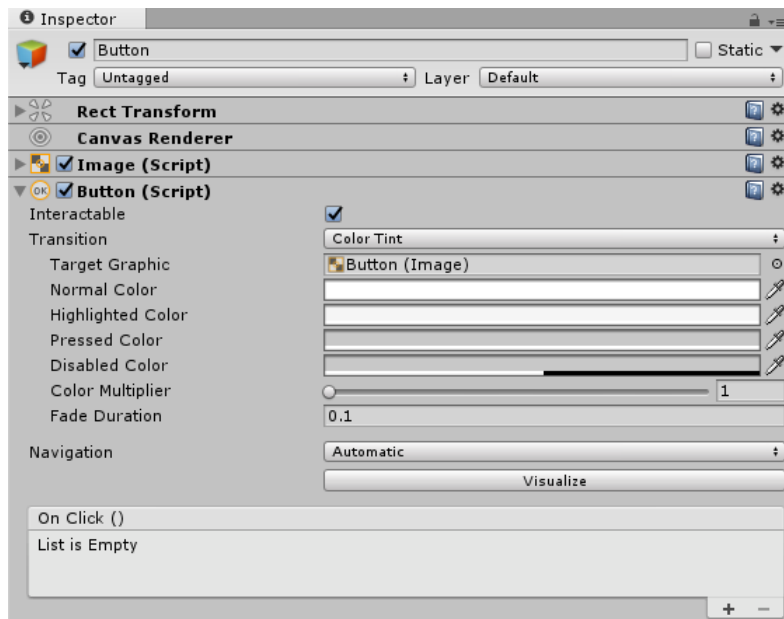 Inspector
Button Static
Tag Untagged Layer Default
Rect Transform
Canvas Renderer
Image (Script)
OK Button (Script)
Interactable
Transition Color Tint
Target Graphic Button (Image)
Normal Color
Highlighted Color
Pressed Color
Disabled Color
Color Multiplier 1
Fade Duration 0.1
Navigation Automatic
Visualize
On Click ()
List is Empty